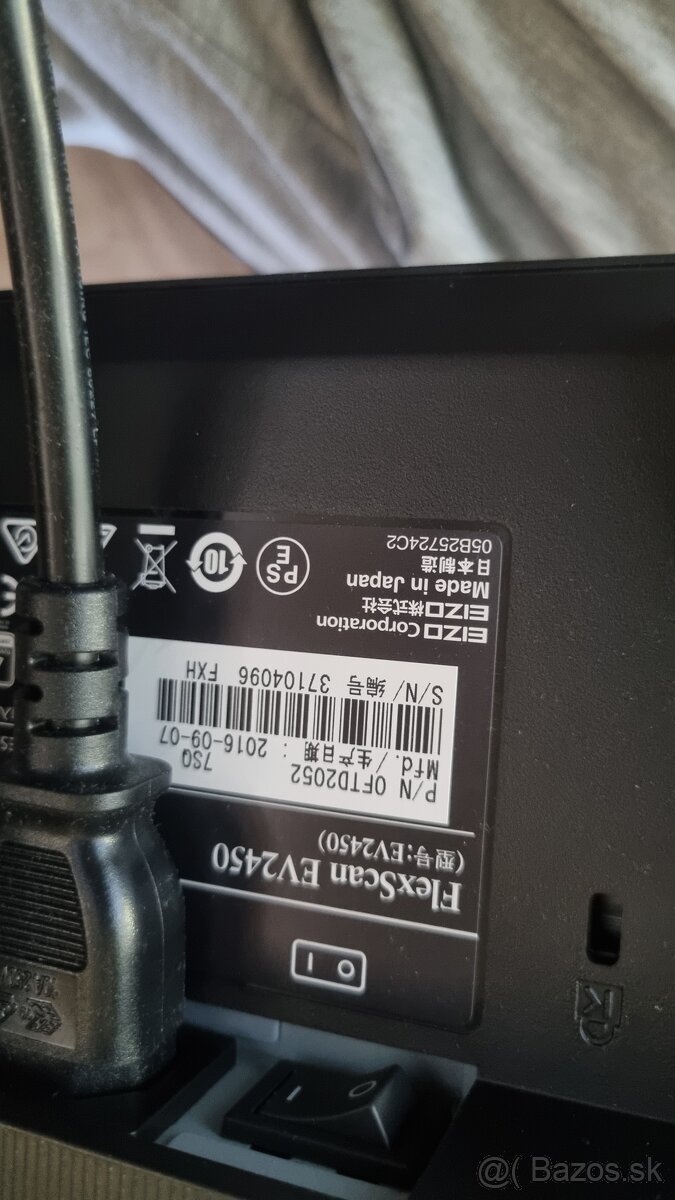 FlexScan EV2450
(型号:EV2450)
P/N 0FTD2052 7SQ
Mfd./生产日期 : 2016-09-07
S/N/ 编号 37104096 FXH
EIZO Corporation
EIZO株式会社
Made in Japan
日本制造
05B25724C2
PS
E
10
O I
I O
@( Bazos.sk